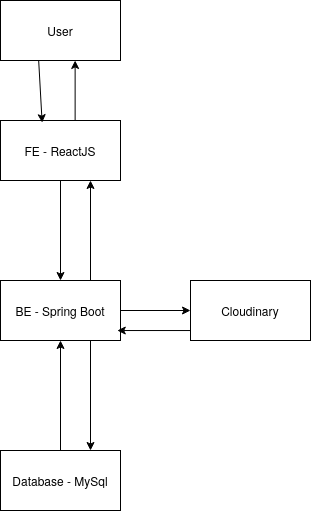 User
FE - ReactJS
BE - Spring Boot
Cloudinary
Database - MySql